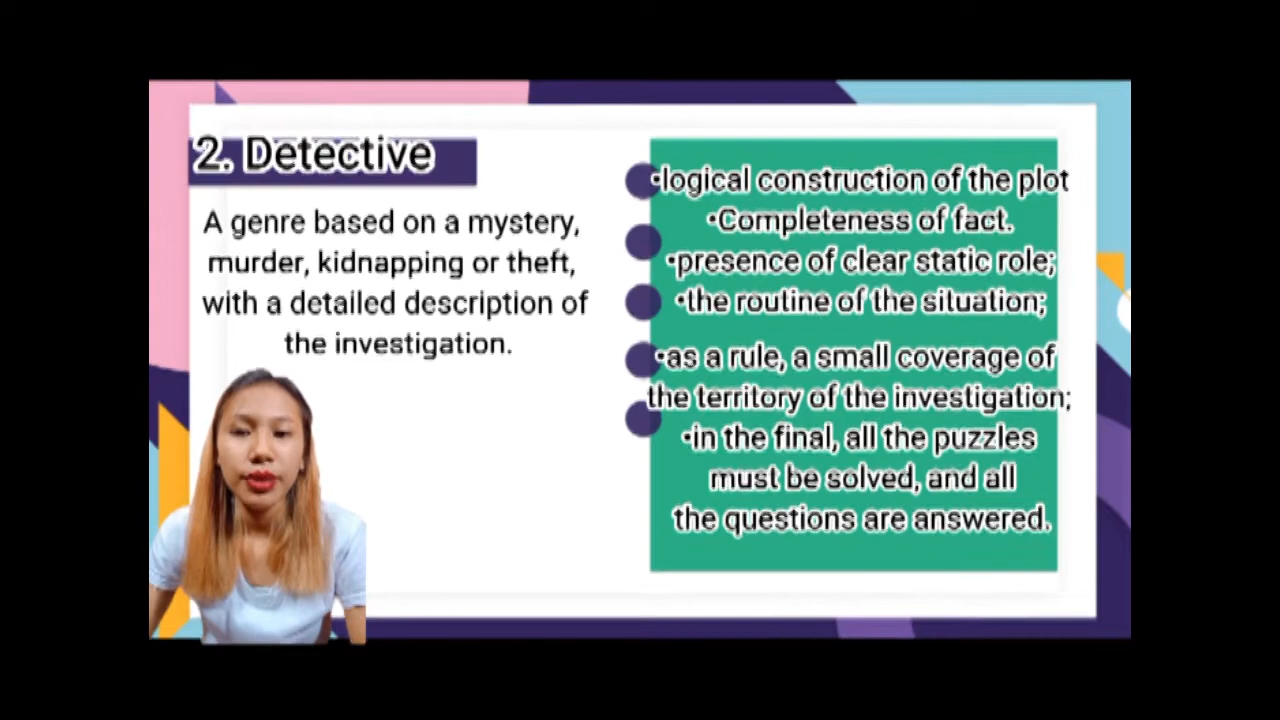 2. Detective
A genre based on a mystery,
murder, kidnapping or theft,
with a detailed description of
the investigation.
•logical construction of the plot
•Completeness of fact.
•presence of clear static role;
•the routine of the situation;
•as a rule, a small coverage of
the territory of the investigation;
•in the final, all the puzzles
must be solved, and all
the questions are answered.